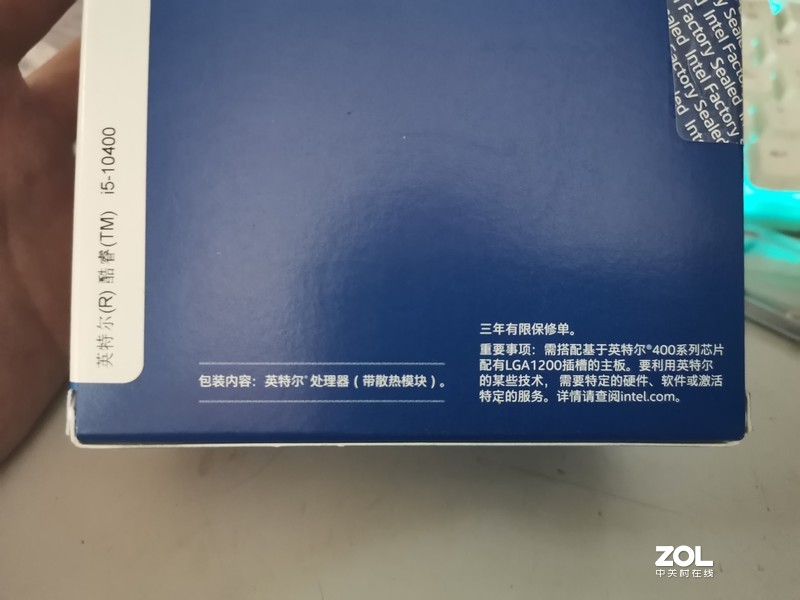 Intel Factory Sealed
Intel Factory Sealed
英特尔(R) 酷睿(TM) i5-10400
三年有限保修单。
重要事项：需搭配基于英特尔®400系列芯片
配有LGA1200插槽的主板。要利用英特尔
的某些技术，需要特定的硬件、软件或激活
特定的服务。详情请查阅intel.com。
包装内容：英特尔®处理器（带散热模块）。
ZOL
中关村在线